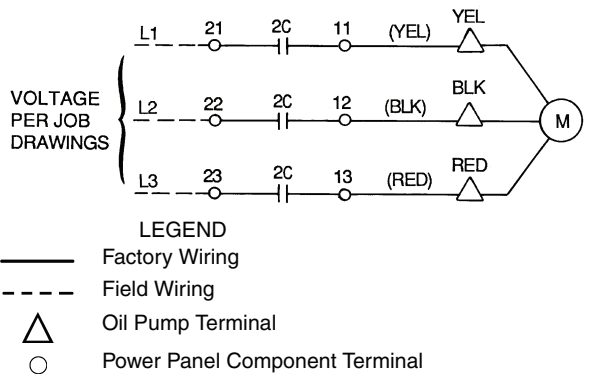 YEL
L1 21 2C 11 (YEL)
BLK
VOLTAGE
PER JOB
DRAWINGS
L2 22 2C 12 (BLK)
M
RED
L3 23 2C 13 (RED)
LEGEND
Factory Wiring
Field Wiring
Oil Pump Terminal
Power Panel Component Terminal